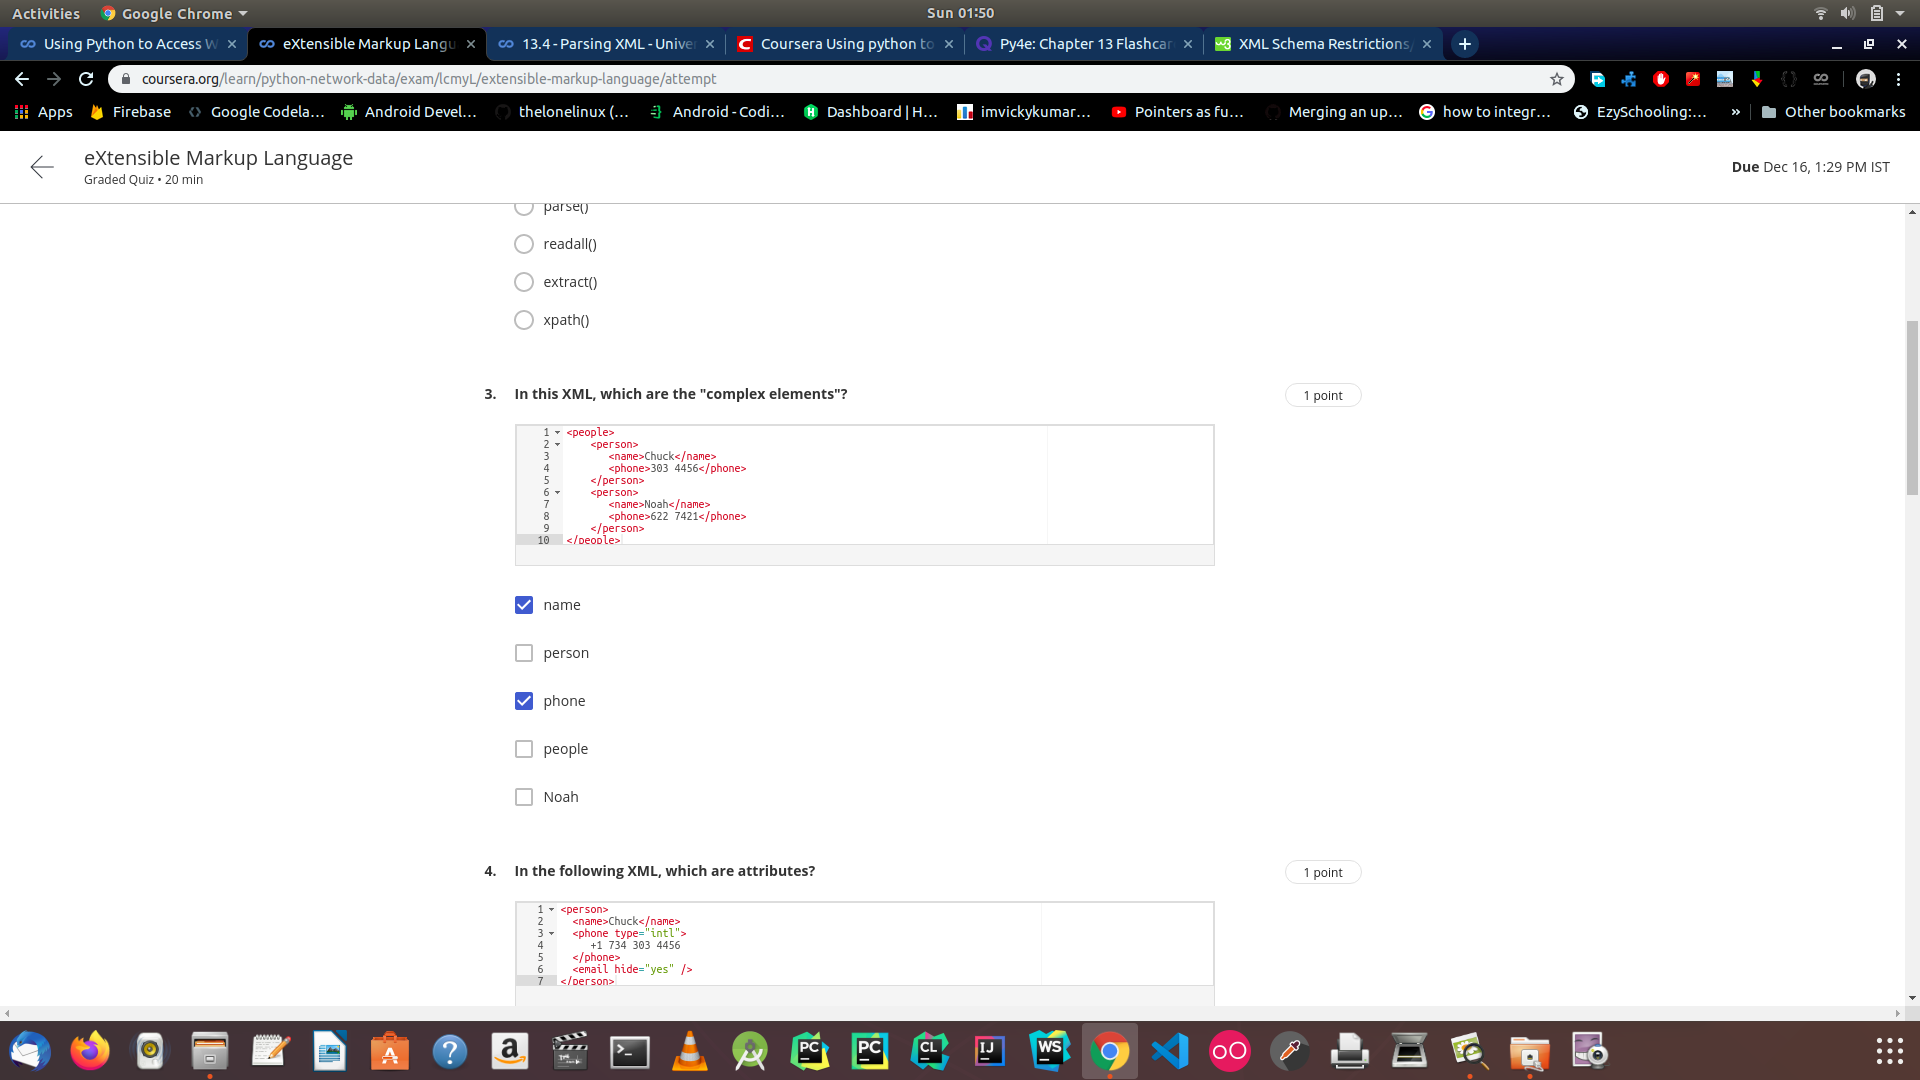 Activities Google Chrome Sun 01:50
Using Python to Access W eXtensible Markup Langu 13.4 - Parsing XML - Unive Coursera Using python to Py4e: Chapter 13 Flashcar XML Schema Restrictions/
coursera.org/learn/python-network-data/exam/lcmyL/extensible-markup-language/attempt
Apps Firebase Google Codela... Android Devel... thelonelinux (... Android - Codi... Dashboard | H... imvickykumar... Pointers as fu... Merging an up... how to integr... EzySchooling:... » Other bookmarks
eXtensible Markup Language
Graded Quiz • 20 min
Due Dec 16, 1:29 PM IST
parse()
readall()
extract()
xpath()
3. In this XML, which are the "complex elements"? 1 point
1 <people>
2 <person>
3 <name>Chuck</name>
4 <phone>303 4456</phone>
5 </person>
6 <person>
7 <name>Noah</name>
8 <phone>622 7421</phone>
9 </person>
10 </people>
name
person
phone
people
Noah
4. In the following XML, which are attributes? 1 point
1 <person>
2 <name>Chuck</name>
3 <phone type="intl">
4 +1 734 303 4456
5 </phone>
6 <email hide="yes" />
7 </person>